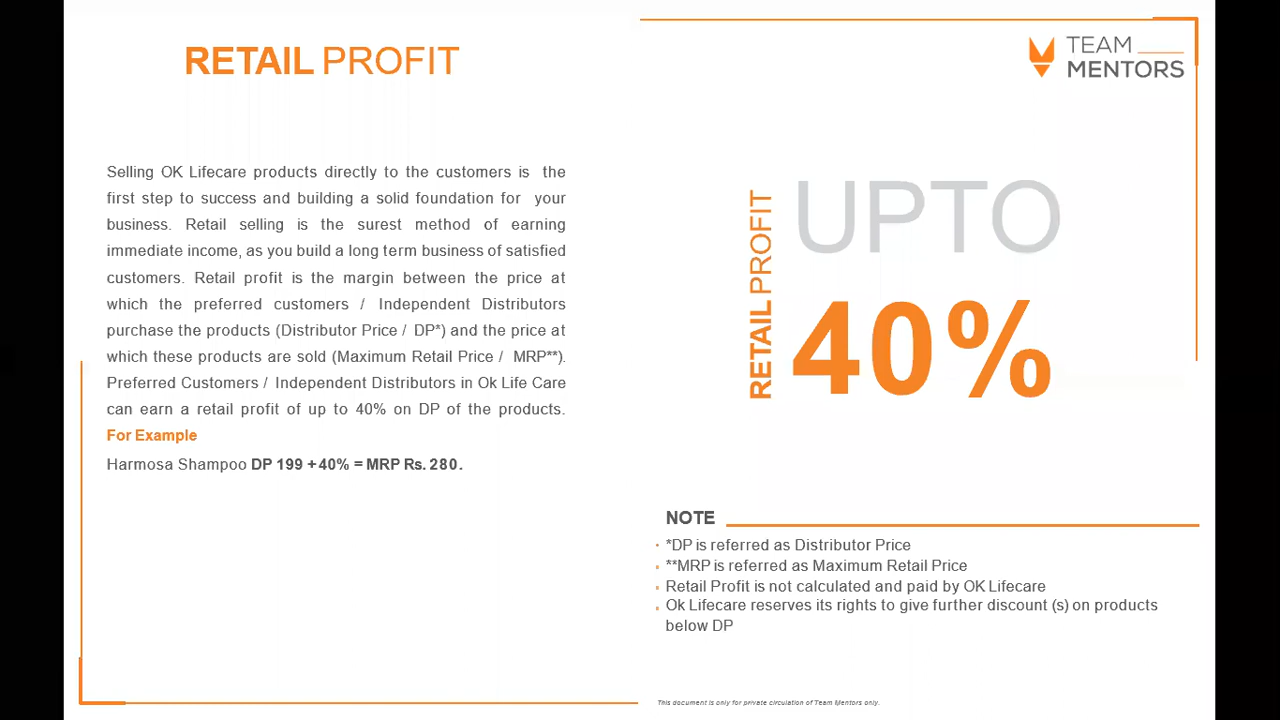 RETAIL PROFIT
Selling OK Lifecare products directly to the customers is the
first step to success and building a solid foundation for your
business. Retail selling is the surest method of earning
immediate income, as you build a long term business of satisfied
customers. Retail profit is the margin between the price at
which the preferred customers / Independent Distributors
purchase the products (Distributor Price / DP*) and the price at
which these products are sold (Maximum Retail Price / MRP**).
Preferred Customers / Independent Distributors in Ok Life Care
can earn a retail profit of up to 40% on DP of the products.
For Example
Harmosa Shampoo DP 199 + 40% = MRP Rs. 280.
TEAM
MENTORS
RETAIL PROFIT
UPTO
40%
NOTE
*DP is referred as Distributor Price
**MRP is referred as Maximum Retail Price
Retail Profit is not calculated and paid by OK Lifecare
Ok Lifecare reserves its rights to give further discount (s) on products
below DP
This document is only for private circulation of Team Mentors only.